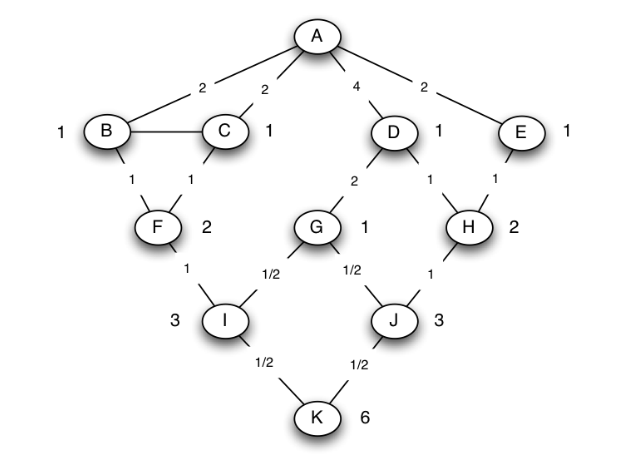 A
2 2 4 2
1 B C 1 D 1 E 1
1 1 2 1 1
F 2 G 1 H 2
1 1/2 1/2 1
3 I J 3
1/2 1/2
K 6